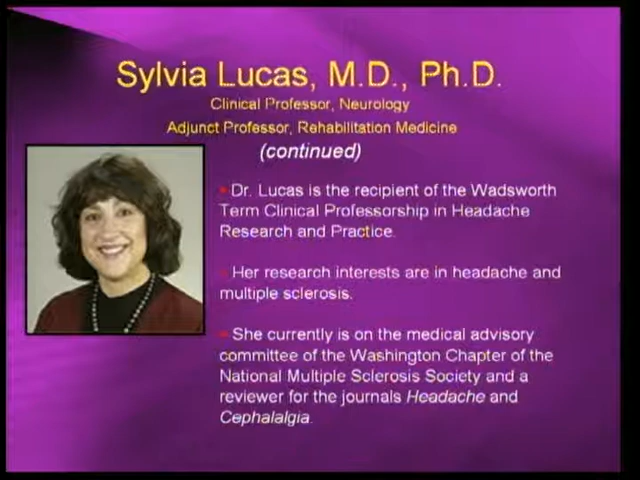 Sylvia Lucas, M.D., Ph.D.
Clinical Professor, Neurology
Adjunct Professor, Rehabilitation Medicine
(continued)
Dr. Lucas is the recipient of the Wadsworth
Term Clinical Professorship in Headache
Research and Practice.
Her research interests are in headache and
multiple sclerosis.
She currently is on the medical advisory
committee of the Washington Chapter of the
National Multiple Sclerosis Society and a
reviewer for the journals Headache and
Cephalalgia.